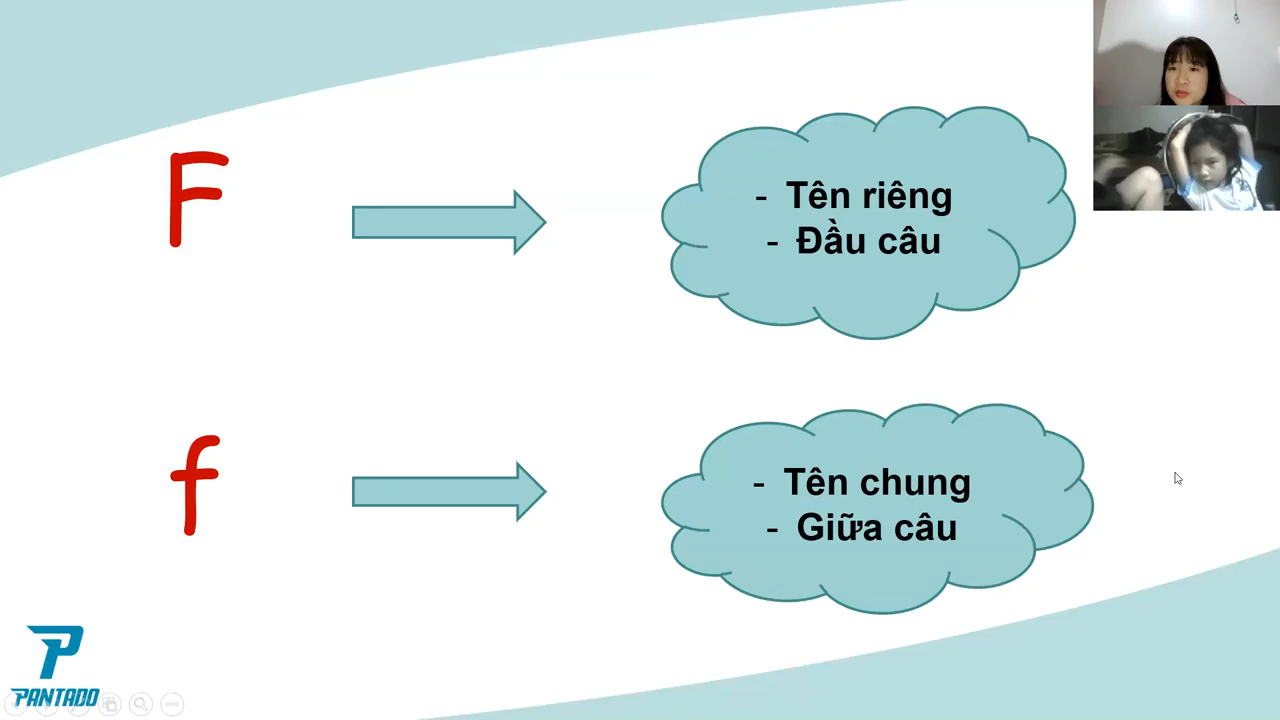 F
- Tên riêng
- Đầu câu
f
- Tên chung
- Giữa câu
PANTADO